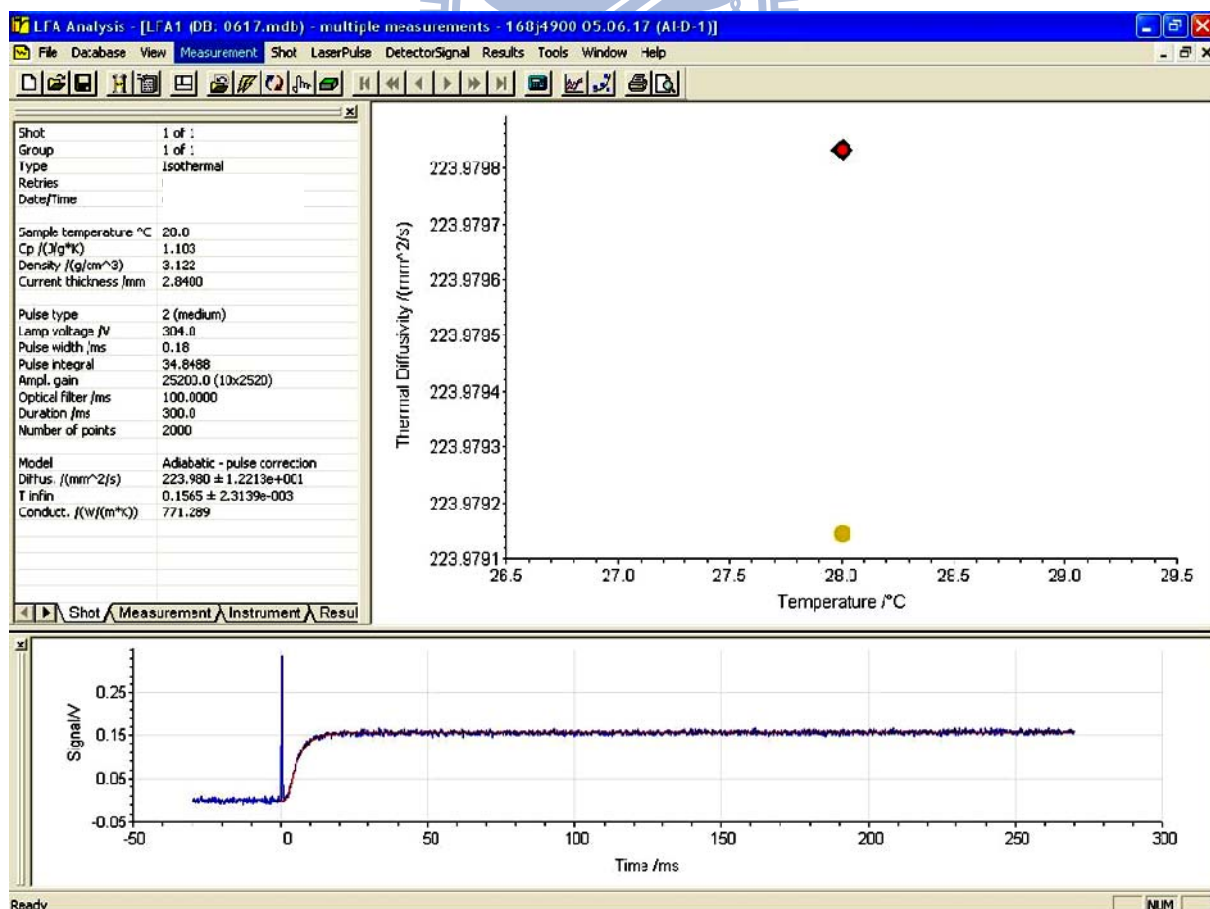 LFA Analysis - [LFA1 (DB: 0617.mdb) - multiple measurements - 168j4900 05.06.17 (Al-D-1)]
File Database View Measurement Shot LaserPulse DetectorSignal Results Tools Window Help
Shot 1 of 1
Group 1 of 1
Type Isothermal
Retries
Date/Time
Sample temperature °C 20.0
Cp /(J/g*K) 1.103
Density /(g/cm^3) 3.122
Current thickness /mm 2.8400
Pulse type 2 (medium)
Lamp voltage /V 304.0
Pulse width /ms 0.18
Pulse integral 34.8488
Ampl. gain 25200.0 (10x2520)
Optical filter /ms 100.0000
Duration /ms 300.0
Number of points 2000
Model Adiabatic - pulse correction
Diffus. /(mm^2/s) 223.980 ± 1.2213e+001
T infin 0.1565 ± 2.3139e-003
Conduct. /(W/(m*K)) 771.289
Shot Measurement Instrument Resul
Thermal Diffusivity /(mm^2/s)
223.9798
223.9797
223.9796
223.9795
223.9794
223.9793
223.9792
223.9791
26.5 27.0 27.5 28.0 28.5 29.0 29.5
Temperature /°C
Signal/V
0.25
0.15
0.05
-0.05
-50 0 50 100 150 200 250 300
Time /ms
Ready NUM